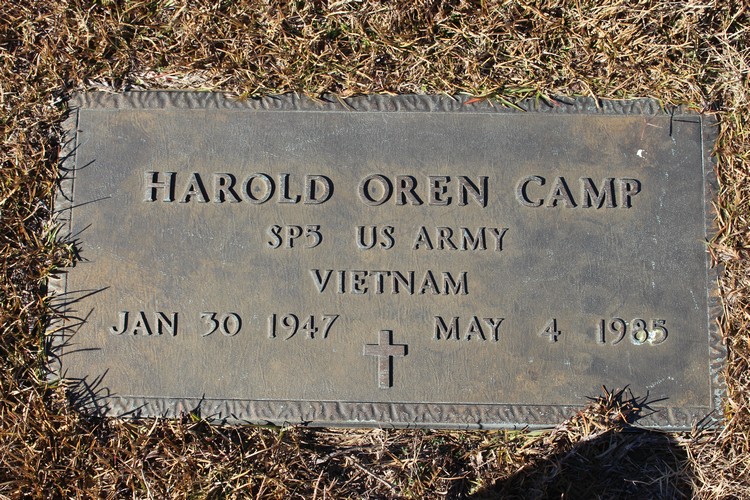 HAROLD OREN CAMP
SP5 US ARMY
VIETNAM
JAN 30 1947 MAY 4 1985